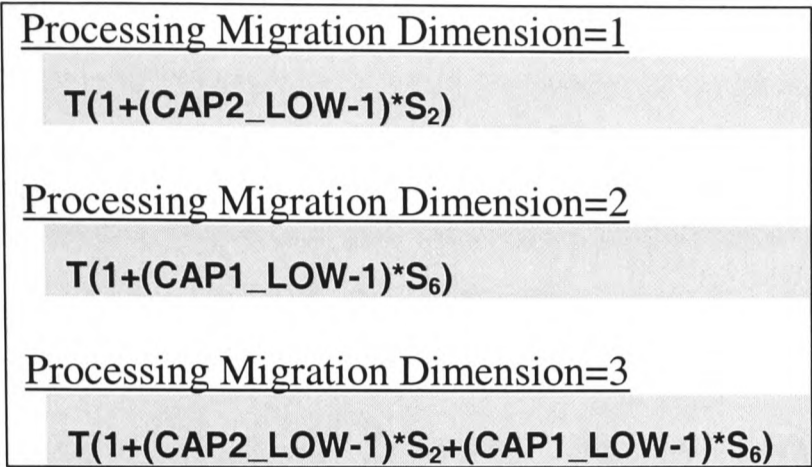 Processing Migration Dimension=1
T(1+(CAP2_LOW-1)*S₂)
Processing Migration Dimension=2
T(1+(CAP1_LOW-1)*S₆)
Processing Migration Dimension=3
T(1+(CAP2_LOW-1)*S₂+(CAP1_LOW-1)*S₆)